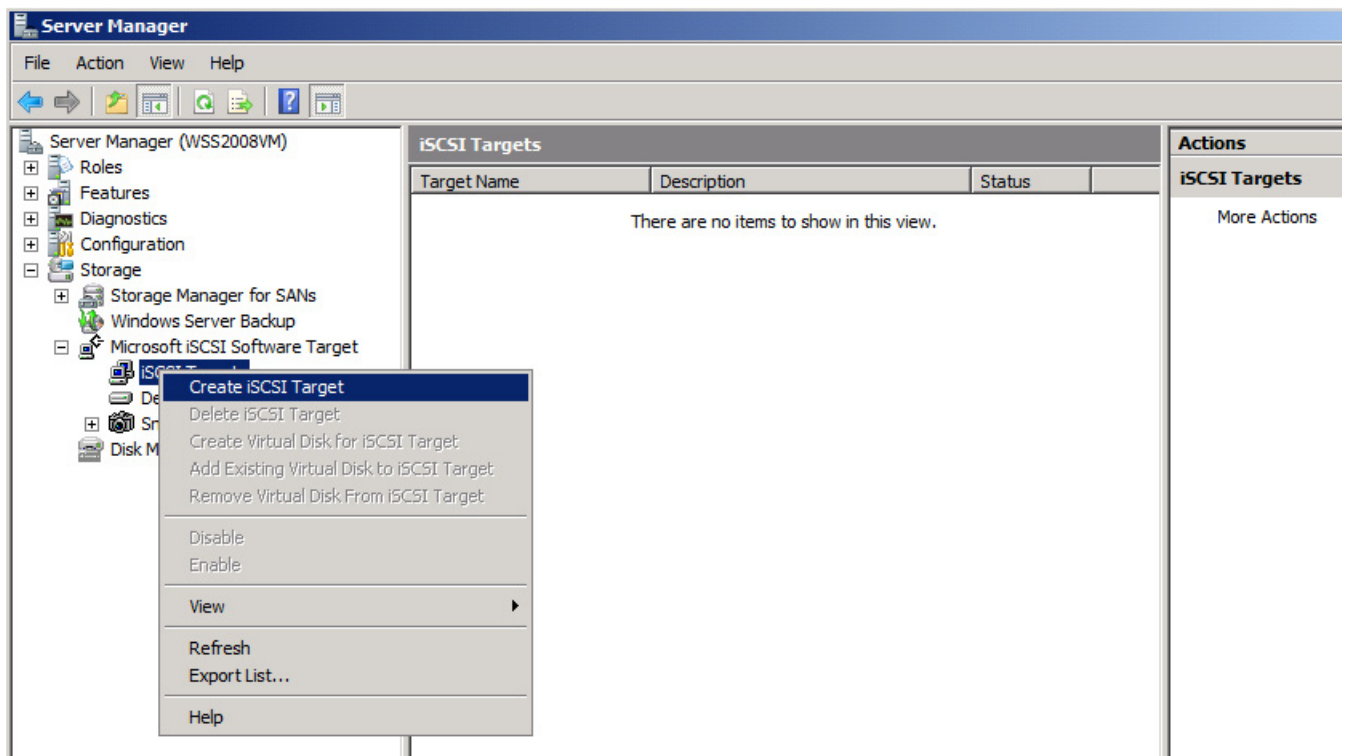 Server Manager
File Action View Help
Server Manager (WSS2008VM)
Roles
Features
Diagnostics
Configuration
Storage
Storage Manager for SANs
Windows Server Backup
Microsoft iSCSI Software Target
Disk M
iSCSI Targets
Target Name Description Status
There are no items to show in this view.
Create iSCSI Target
Delete iSCSI Target
Create Virtual Disk for iSCSI Target
Add Existing Virtual Disk to iSCSI Target
Remove Virtual Disk From iSCSI Target
Disable
Enable
View
Refresh
Export List...
Help
Actions
iSCSI Targets
More Actions